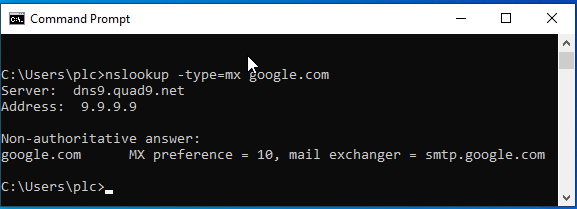 Command Prompt
C:\Users\plc>nslookup -type=mx google.com
Server:  dns9.quad9.net
Address:  9.9.9.9
Non-authoritative answer:
google.com      MX preference = 10, mail exchanger = smtp.google.com
C:\Users\plc>